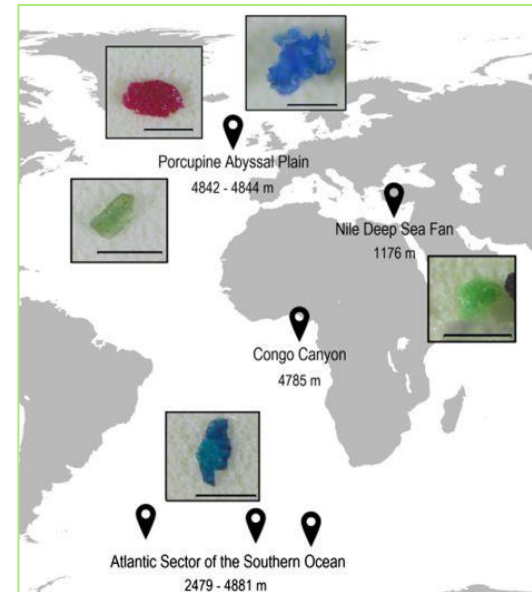 Porcupine Abyssal Plain
4842 - 4844 m
Nile Deep Sea Fan
1176 m
Congo Canyon
4785 m
Atlantic Sector of the Southern Ocean
2479 - 4881 m